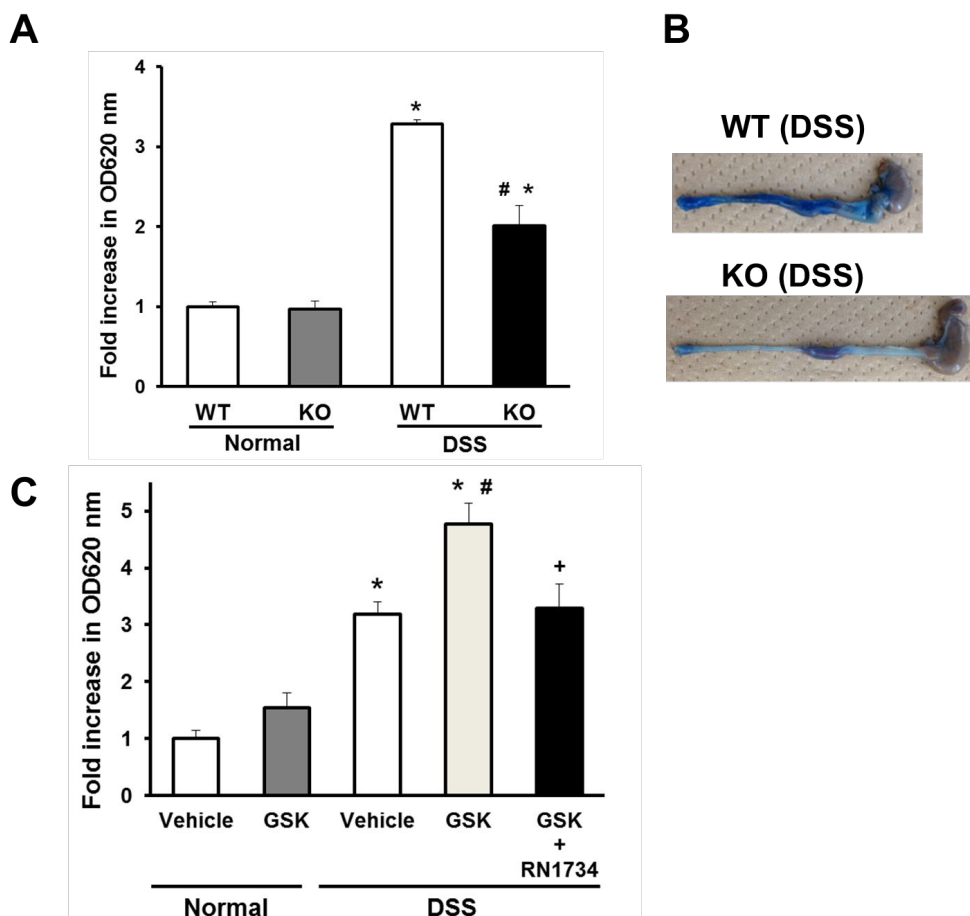 A
B
Fold increase in OD620 nm
4
3
2
1
0
*
# *
WT KO WT KO
Normal DSS
WT (DSS)
KO (DSS)
C
Fold increase in OD620 nm
5
4
3
2
1
0
*
* #
+
Vehicle GSK Vehicle GSK GSK
+
RN1734
Normal DSS